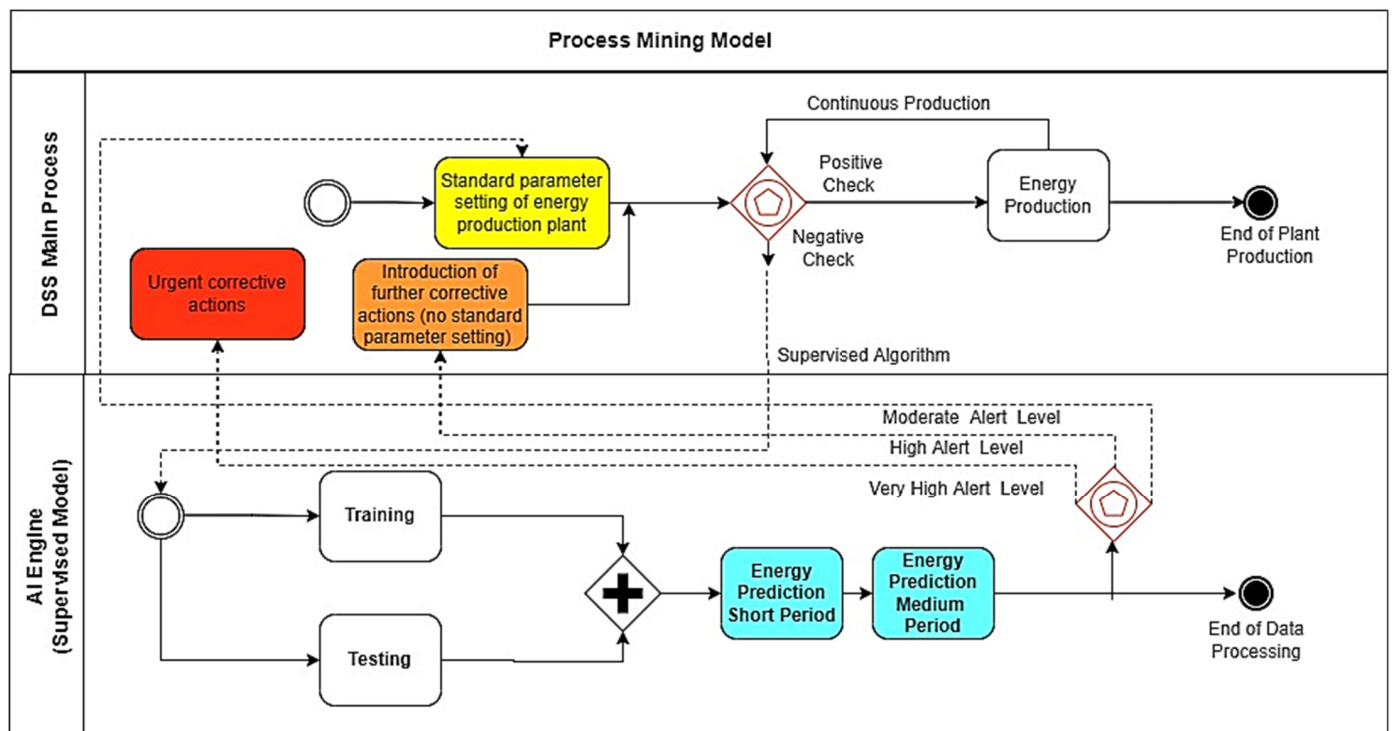 Process Mining Model
DSS Main Process
Continuous Production
Standard parameter
setting of energy
production plant
Positive
Check
Energy
Production
End of Plant
Production
Negative
Check
Urgent corrective
actions
Introduction of
further corrective
actions (no standard
parameter setting)
Supervised Algorithm
AI Engine
(Supervised Model)
Moderate Alert Level
High Alert Level
Very High Alert Level
Training
Testing
Energy
Prediction
Short Period
Energy
Prediction
Medium
Period
End of Data
Processing